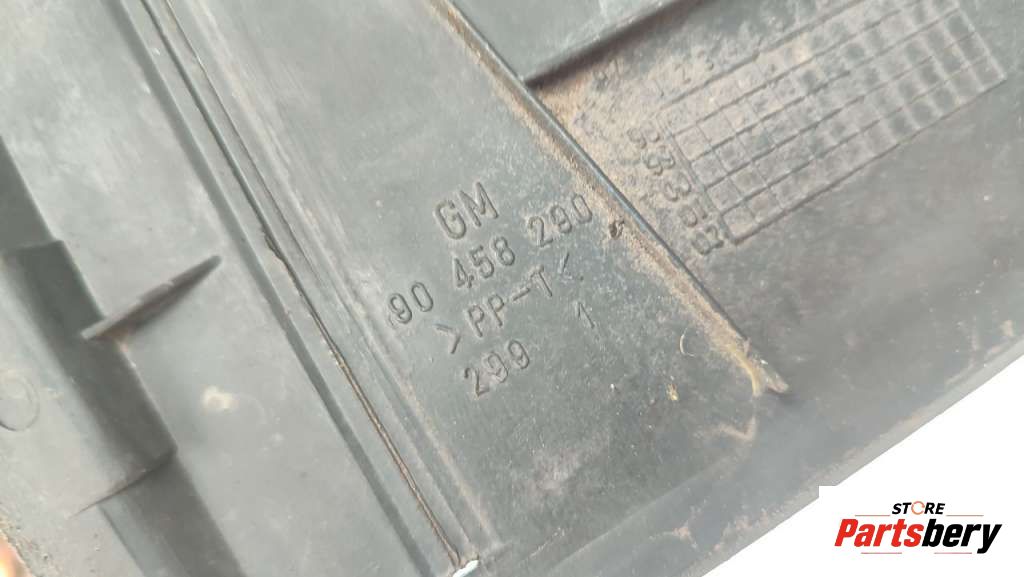 GM
90 458 290
>PP-T<
299 1
STORE
Partsbery